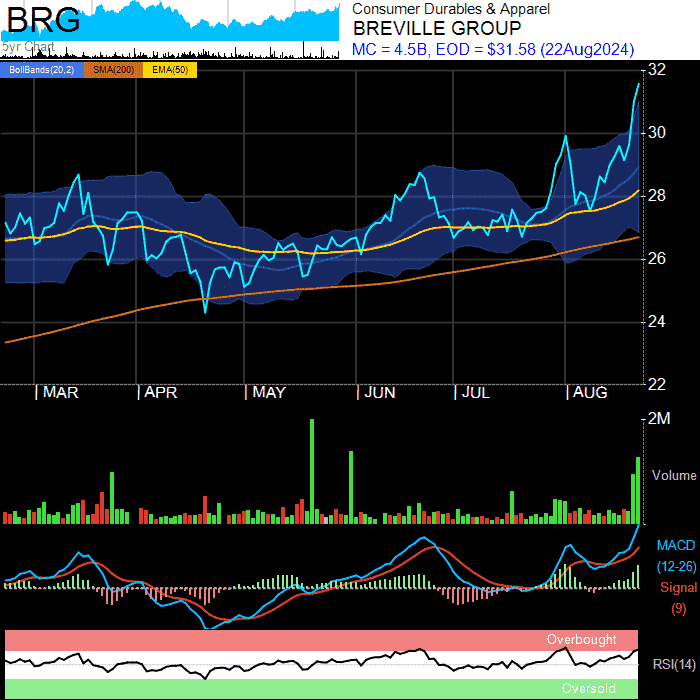 BRG
5yr Chart
Consumer Durables & Apparel
BREVILLE GROUP
MC = 4.5B, EOD = $31.58 (22Aug2024)
BollBands(20,2) SMA(200) EMA(50)
32
30
28
26
24
22
MAR APR MAY JUN JUL AUG
2M
Volume
MACD
(12-26)
Signal
(9)
Overbought
RSI(14)
Oversold